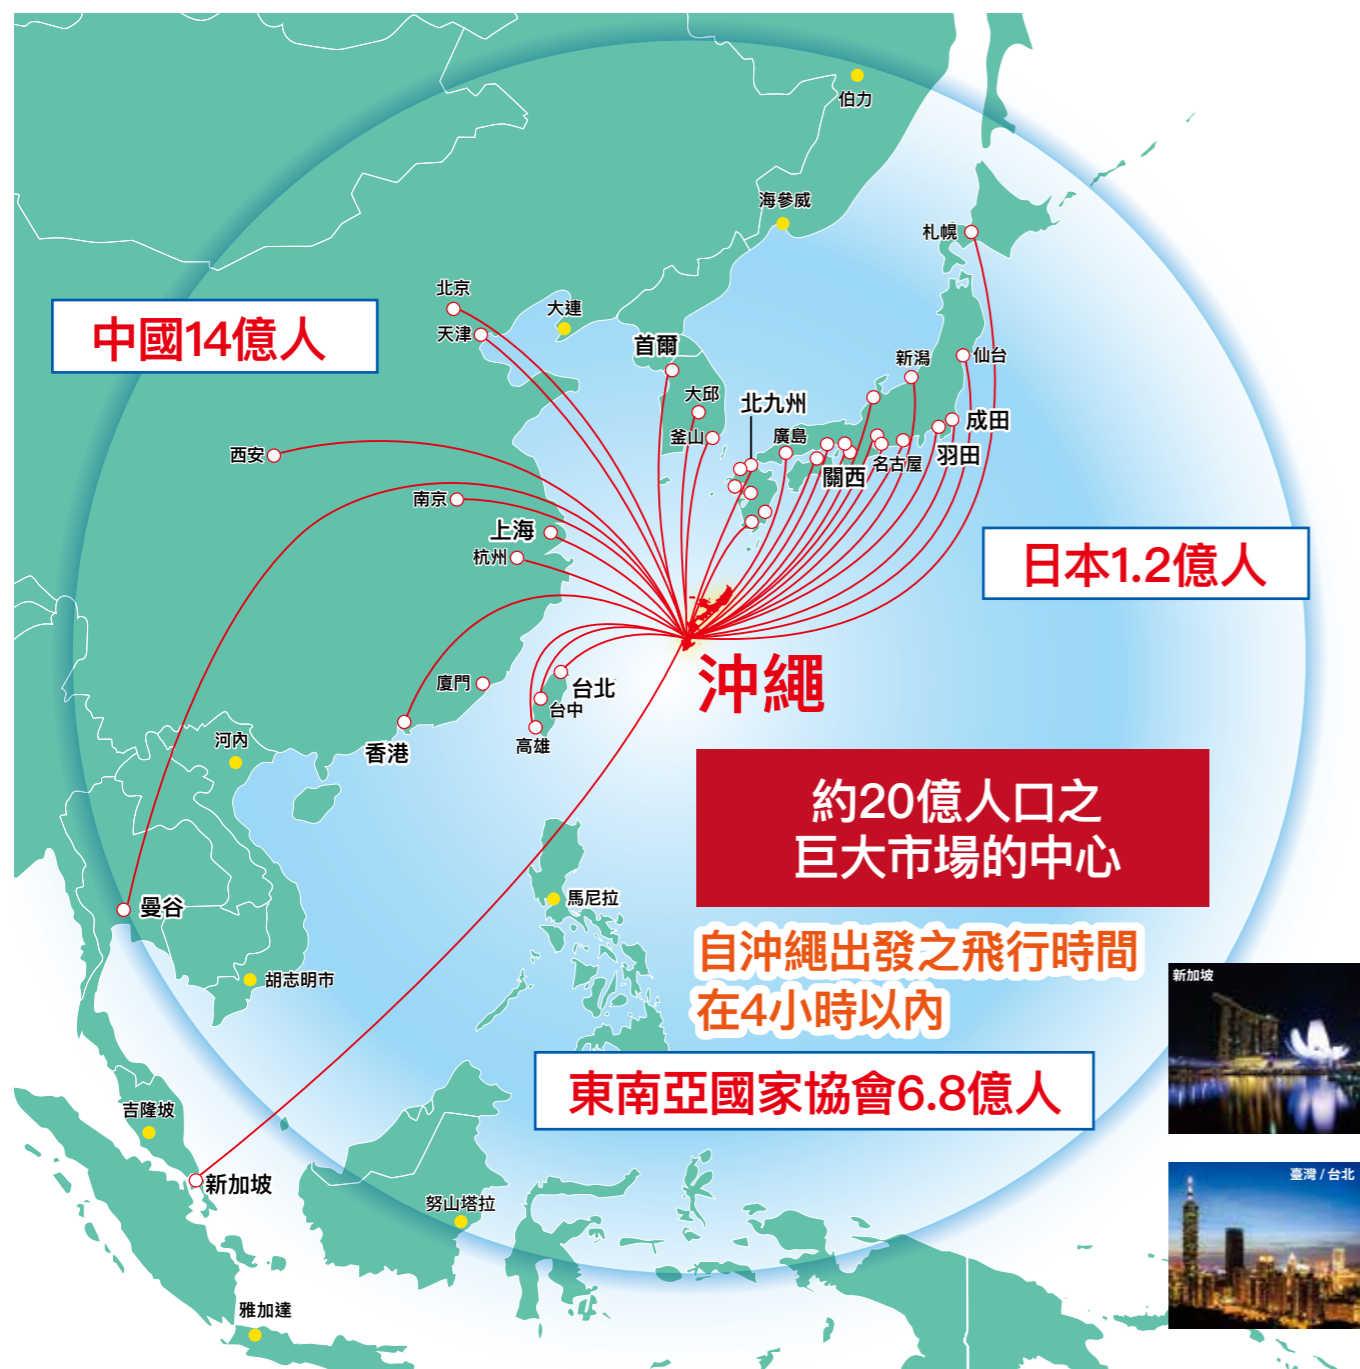 伯力
海參威
札幌
北京
天津
大連
中國14億人
首爾
新潟
仙台
大邱
北九州
成田
釜山
廣島
羽田
西安
名古屋
關西
南京
上海
杭州
日本1.2億人
沖繩
廈門
台北
台中
高雄
河內
香港
約20億人口之
巨大市場的中心
馬尼拉
曼谷
自沖繩出發之飛行時間
在4小時以內
胡志明市
新加坡
東南亞國家協會6.8億人
吉隆坡
新加坡
臺灣 / 台北
努山塔拉
雅加達